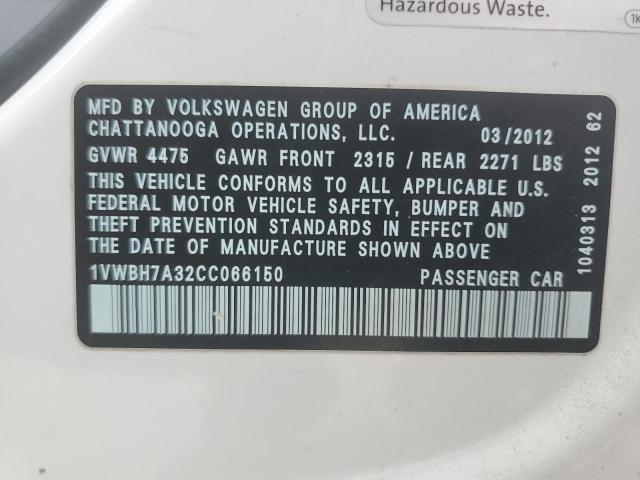 Hazardous Waste.
1K
MFD BY VOLKSWAGEN GROUP OF AMERICA
CHATTANOOGA OPERATIONS, LLC. 03/2012
GVWR 4475 GAWR FRONT 2315 / REAR 2271 LBS
THIS VEHICLE CONFORMS TO ALL APPLICABLE U.S.
FEDERAL MOTOR VEHICLE SAFETY, BUMPER AND
THEFT PREVENTION STANDARDS IN EFFECT ON
THE DATE OF MANUFACTURE SHOWN ABOVE
1VWBH7A32CC066150 PASSENGER CAR
1040313 2012 62